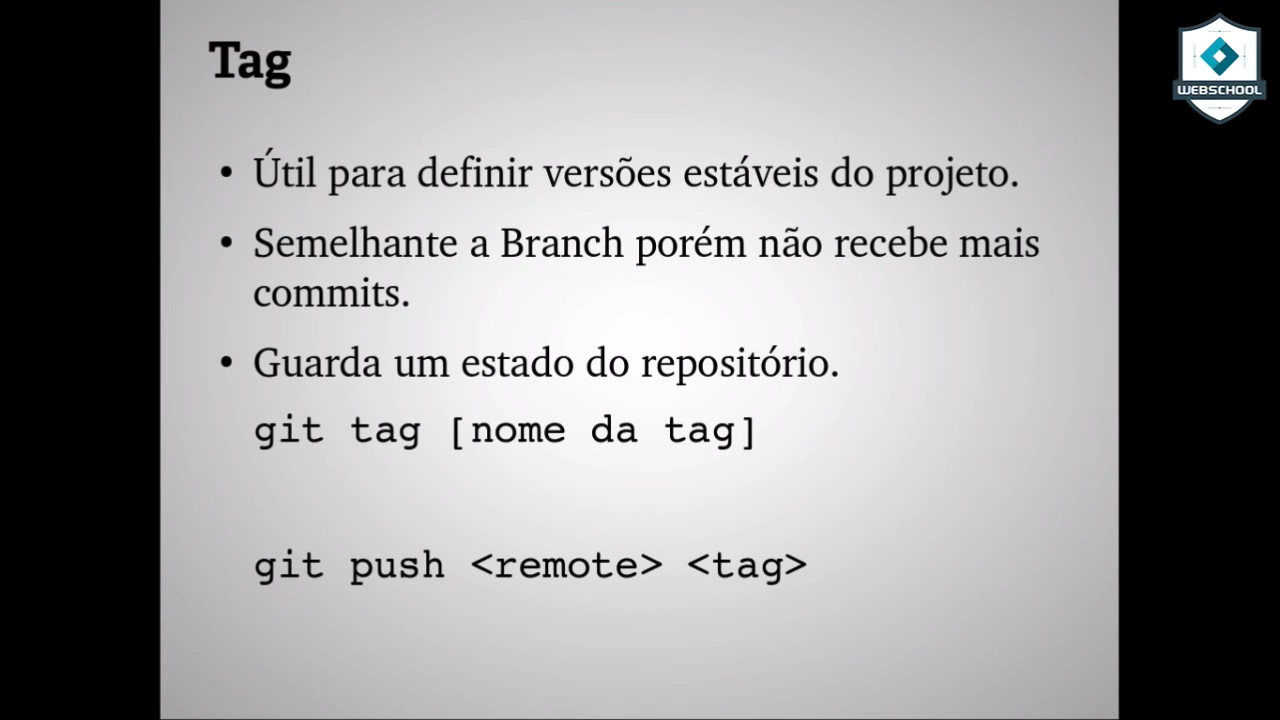 Tag
WEBSCHOOL
• Útil para definir versões estáveis do projeto.
• Semelhante a Branch porém não recebe mais
commits.
• Guarda um estado do repositório.
git tag [nome da tag]
git push <remote> <tag>